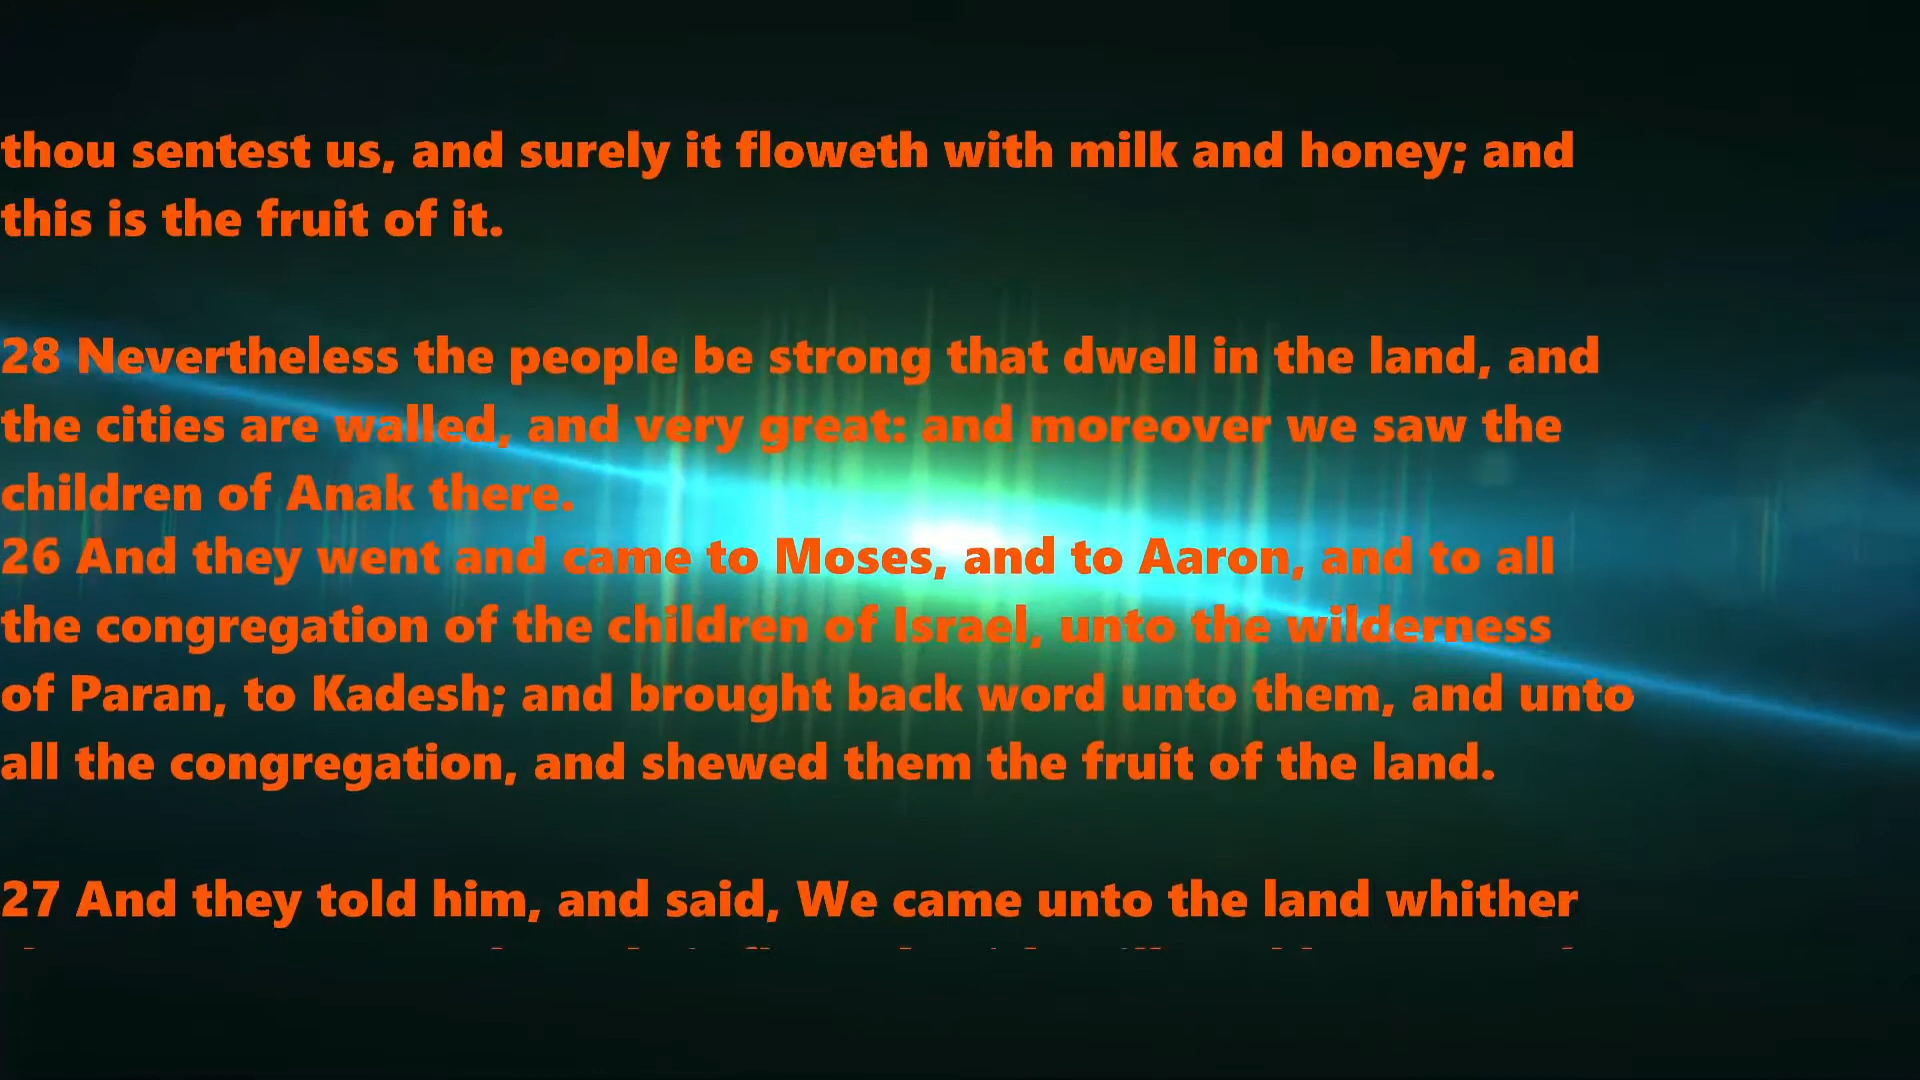 thou sentest us, and surely it floweth with milk and honey; and
this is the fruit of it.
28 Nevertheless the people be strong that dwell in the land, and
the cities are walled, and very great: and moreover we saw the
children of Anak there.
26 And they went and came to Moses, and to Aaron, and to all
the congregation of the children of Israel, unto the wilderness
of Paran, to Kadesh; and brought back word unto them, and unto
all the congregation, and shewed them the fruit of the land.
27 And they told him, and said, We came unto the land whither